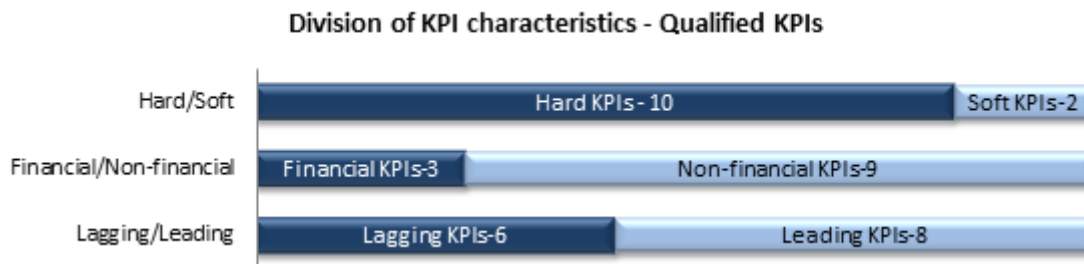 Division of KPI characteristics - Qualified KPIs
Hard/Soft
Hard KPIs - 10
Soft KPIs-2
Financial/Non-financial
Financial KPIs-3
Non-financial KPIs-9
Lagging/Leading
Lagging KPIs-6
Leading KPIs-8